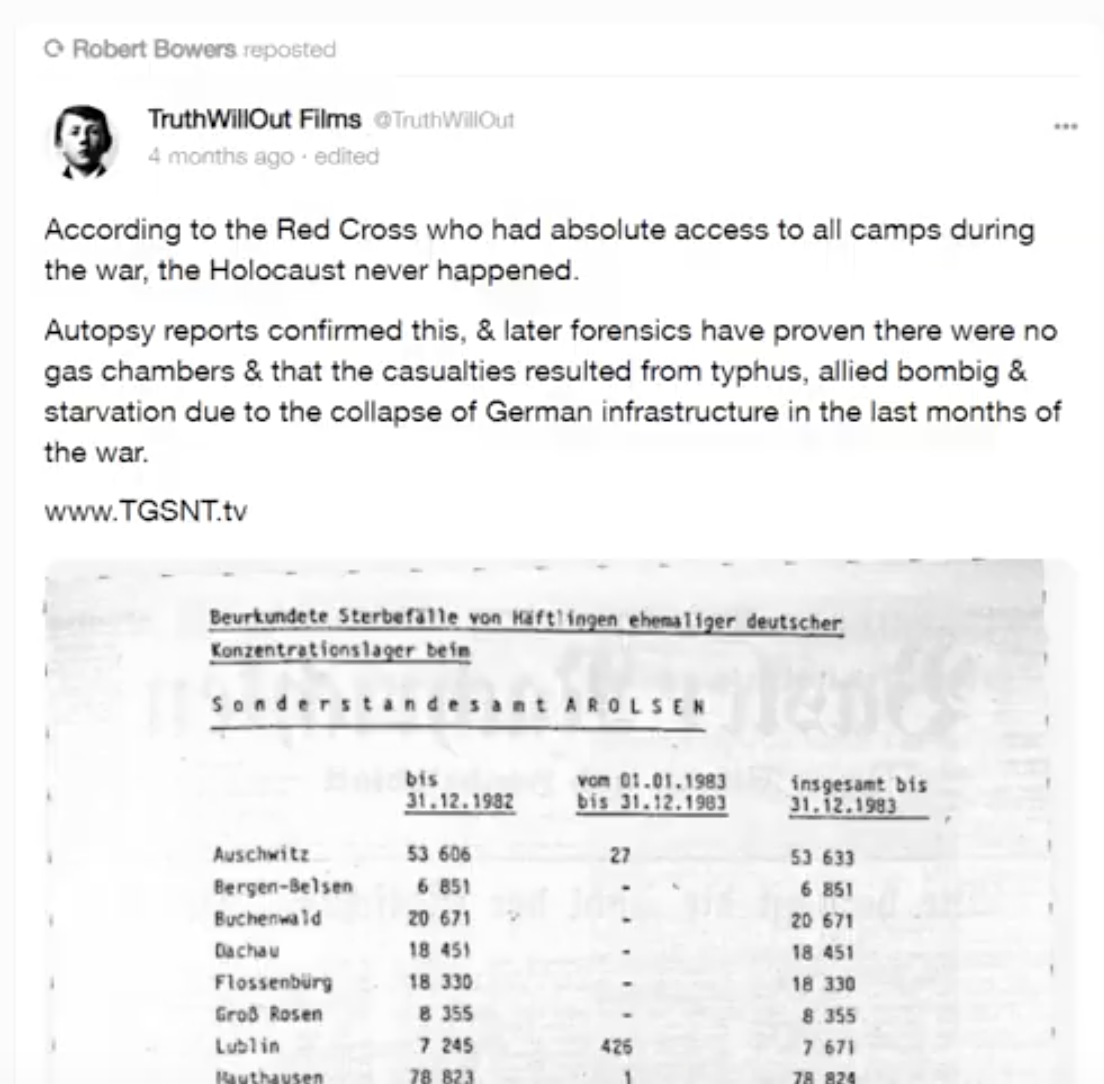 Robert Bowers reposted
TruthWillOut Films @TruthWillOut
4 months ago · edited
According to the Red Cross who had absolute access to all camps during
the war, the Holocaust never happened.
Autopsy reports confirmed this, & later forensics have proven there were no
gas chambers & that the casualties resulted from typhus, allied bombig &
starvation due to the collapse of German infrastructure in the last months of
the war.
www.TGSNT.tv
Beurkundete Sterbefälle von Häftlingen ehemaliger deutscher
Konzentrationslager beim
Sonderstandesamt AROLSEN
bis vom 01.01.1983 insgesamt bis
31.12.1982 bis 31.12.1983 31.12.1983
Auschwitz 53 606 27 53 633
Bergen-Belsen 6 851 - 6 851
Buchenwald 20 671 - 20 671
Dachau 18 451 - 18 451
Flossenbürg 18 330 - 18 330
Groß Rosen 8 355 - 8 355
Lublin 7 245 426 7 671
Mauthausen 78 823 1 78 824